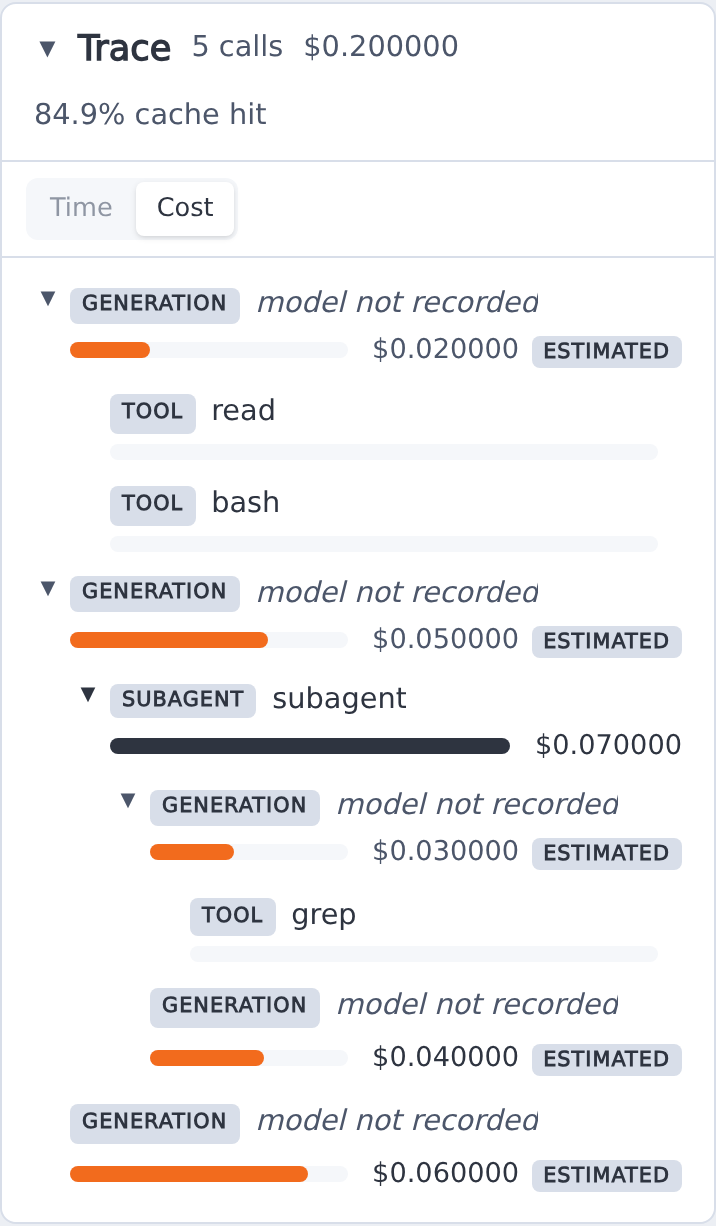 ▼ Trace 5 calls $0.200000
84.9% cache hit
Time Cost
▼ GENERATION model not recorded
$0.020000 ESTIMATED
TOOL read
TOOL bash
▼ GENERATION model not recorded
$0.050000 ESTIMATED
▼ SUBAGENT subagent
$0.070000
▼ GENERATION model not recorded
$0.030000 ESTIMATED
TOOL grep
GENERATION model not recorded
$0.040000 ESTIMATED
GENERATION model not recorded
$0.060000 ESTIMATED